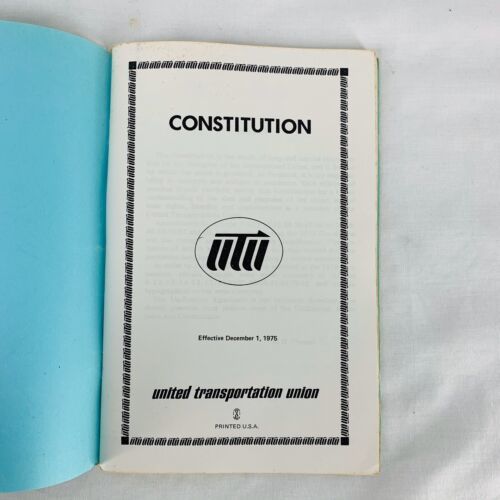 CONSTITUTION
utu
Effective December 1, 1975
united transportation union
PRINTED U.S.A.